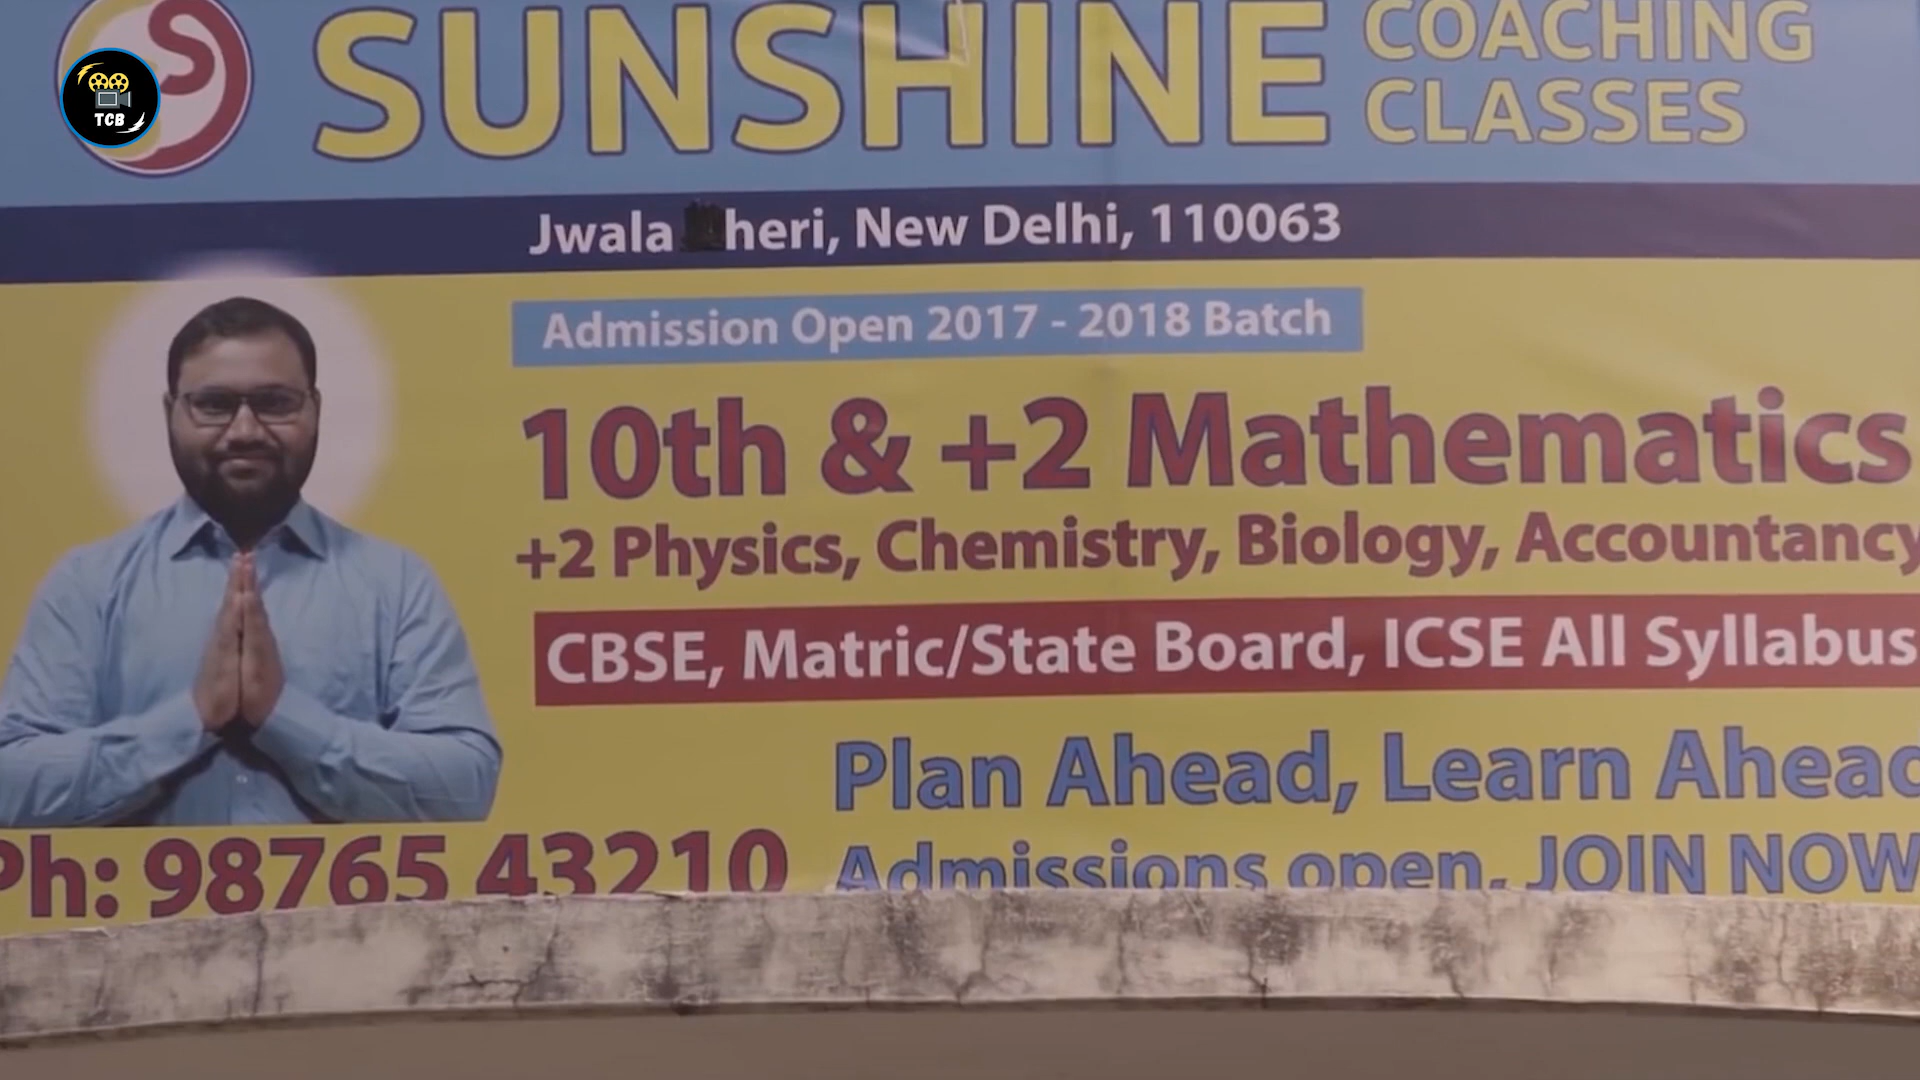 SUNSHINE
COACHING
CLASSES
TCB
Jwala heri, New Delhi, 110063
Admission Open 2017 - 2018 Batch
10th & +2 Mathematics
+2 Physics, Chemistry, Biology, Accountancy
CBSE, Matric/State Board, ICSE All Syllabus
Plan Ahead, Learn Ahead
Ph: 98765 43210
Admissions open, JOIN NOW